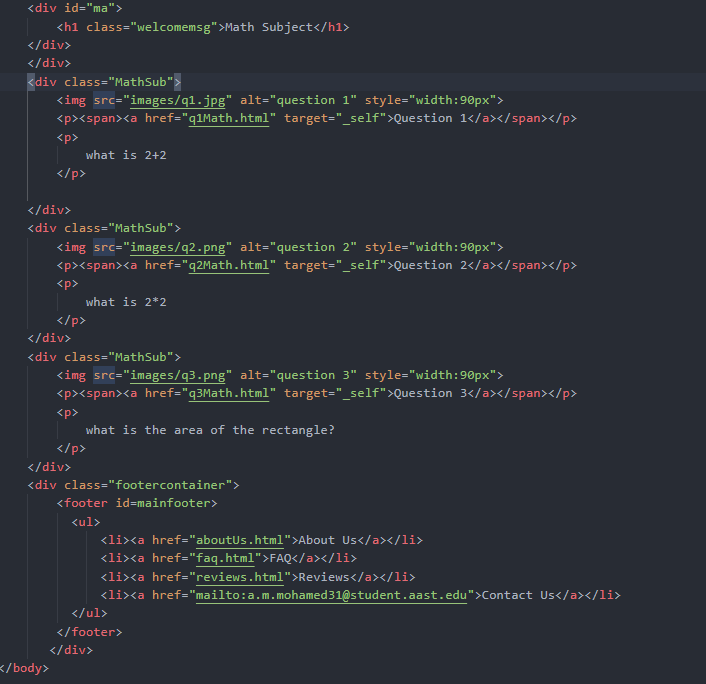 <div id="ma">
<h1 class="welcomemsg">Math Subject</h1>
</div>
</div>
<div class="MathSub">
<img src="images/q1.jpg" alt="question 1" style="width:90px">
<p><span><a href="q1Math.html" target="_self">Question 1</a></span></p>
<p>
what is 2+2
</p>
</div>
<div class="MathSub">
<img src="images/q2.png" alt="question 2" style="width:90px">
<p><span><a href="q2Math.html" target="_self">Question 2</a></span></p>
<p>
what is 2*2
</p>
</div>
<div class="MathSub">
<img src="images/q3.png" alt="question 3" style="width:90px">
<p><span><a href="q3Math.html" target="_self">Question 3</a></span></p>
<p>
what is the area of the rectangle?
</p>
</div>
<div class="footercontainer">
<footer id=mainfooter>
<ul>
<li><a href="aboutUs.html">About Us</a></li>
<li><a href="faq.html">FAQ</a></li>
<li><a href="reviews.html">Reviews</a></li>
<li><a href="mailto:a.m.mohamed31@student.aast.edu">Contact Us</a></li>
</ul>
</footer>
</div>
</body>